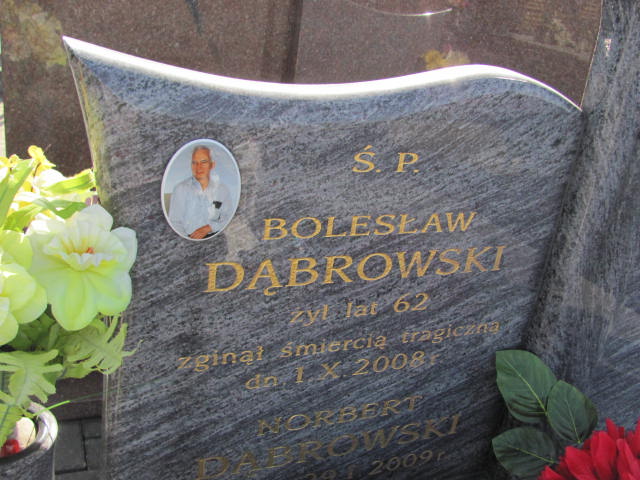 Ś. P.
BOLESŁAW
DĄBROWSKI
żył lat 62
zginął śmiercią tragiczną
dn. 1. X. 2008 r.
NORBERT
DĄBROWSKI
2009 r.